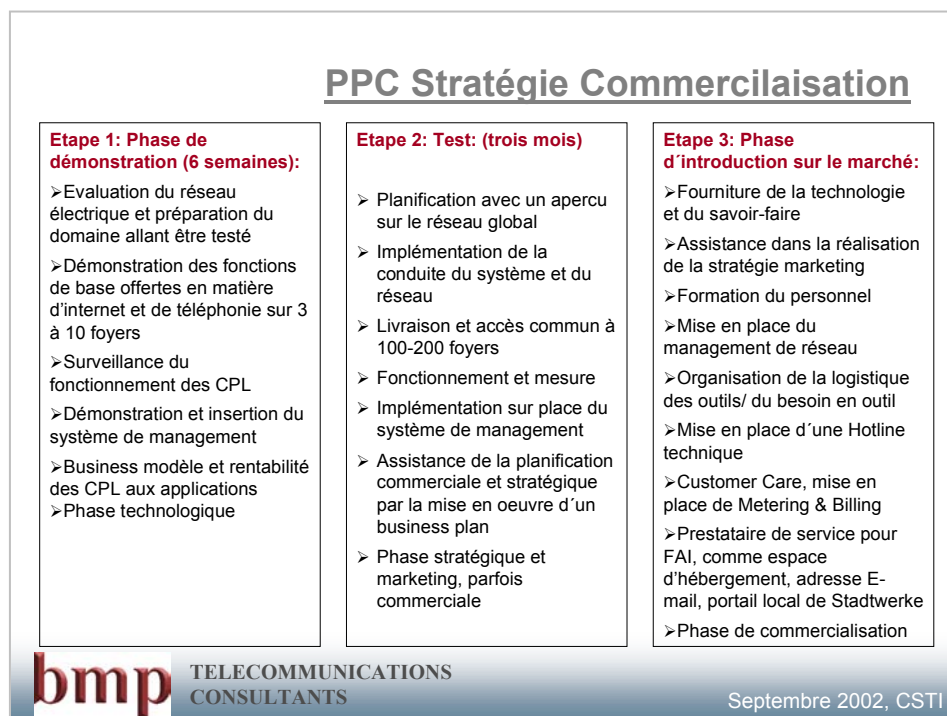 PPC Stratégie Commercilaisation
Etape 1: Phase de
démonstration (6 semaines):
➢Evaluation du réseau
électrique et préparation du
domaine allant être testé
➢Démonstration des fonctions
de base offertes en matière
d'internet et de téléphonie sur 3
à 10 foyers
➢Surveillance du
fonctionnement des CPL
➢Démonstration et insertion du
système de management
➢Business modèle et rentabilité
des CPL aux applications
➢Phase technologique
Etape 2: Test: (trois mois)
➢ Planification avec un apercu
sur le réseau global
➢ Implémentation de la
conduite du système et du
réseau
➢ Livraison et accès commun à
100-200 foyers
➢ Fonctionnement et mesure
➢ Implémentation sur place du
système de management
➢ Assistance de la planification
commerciale et stratégique
par la mise en oeuvre d´un
business plan
➢ Phase stratégique et
marketing, parfois
commerciale
Etape 3: Phase
d´introduction sur le marché:
➢Fourniture de la technologie
et du savoir-faire
➢Assistance dans la réalisation
de la stratégie marketing
➢Formation du personnel
➢Mise en place du
management de réseau
➢Organisation de la logistique
des outils/ du besoin en outil
➢Mise en place d´une Hotline
technique
➢Customer Care, mise en
place de Metering & Billing
➢Prestataire de service pour
FAI, comme espace
d'hébergement, adresse E-
mail, portail local de Stadtwerke
➢Phase de commercialisation
bmp
TELECOMMUNICATIONS
CONSULTANTS
Septembre 2002, CSTI